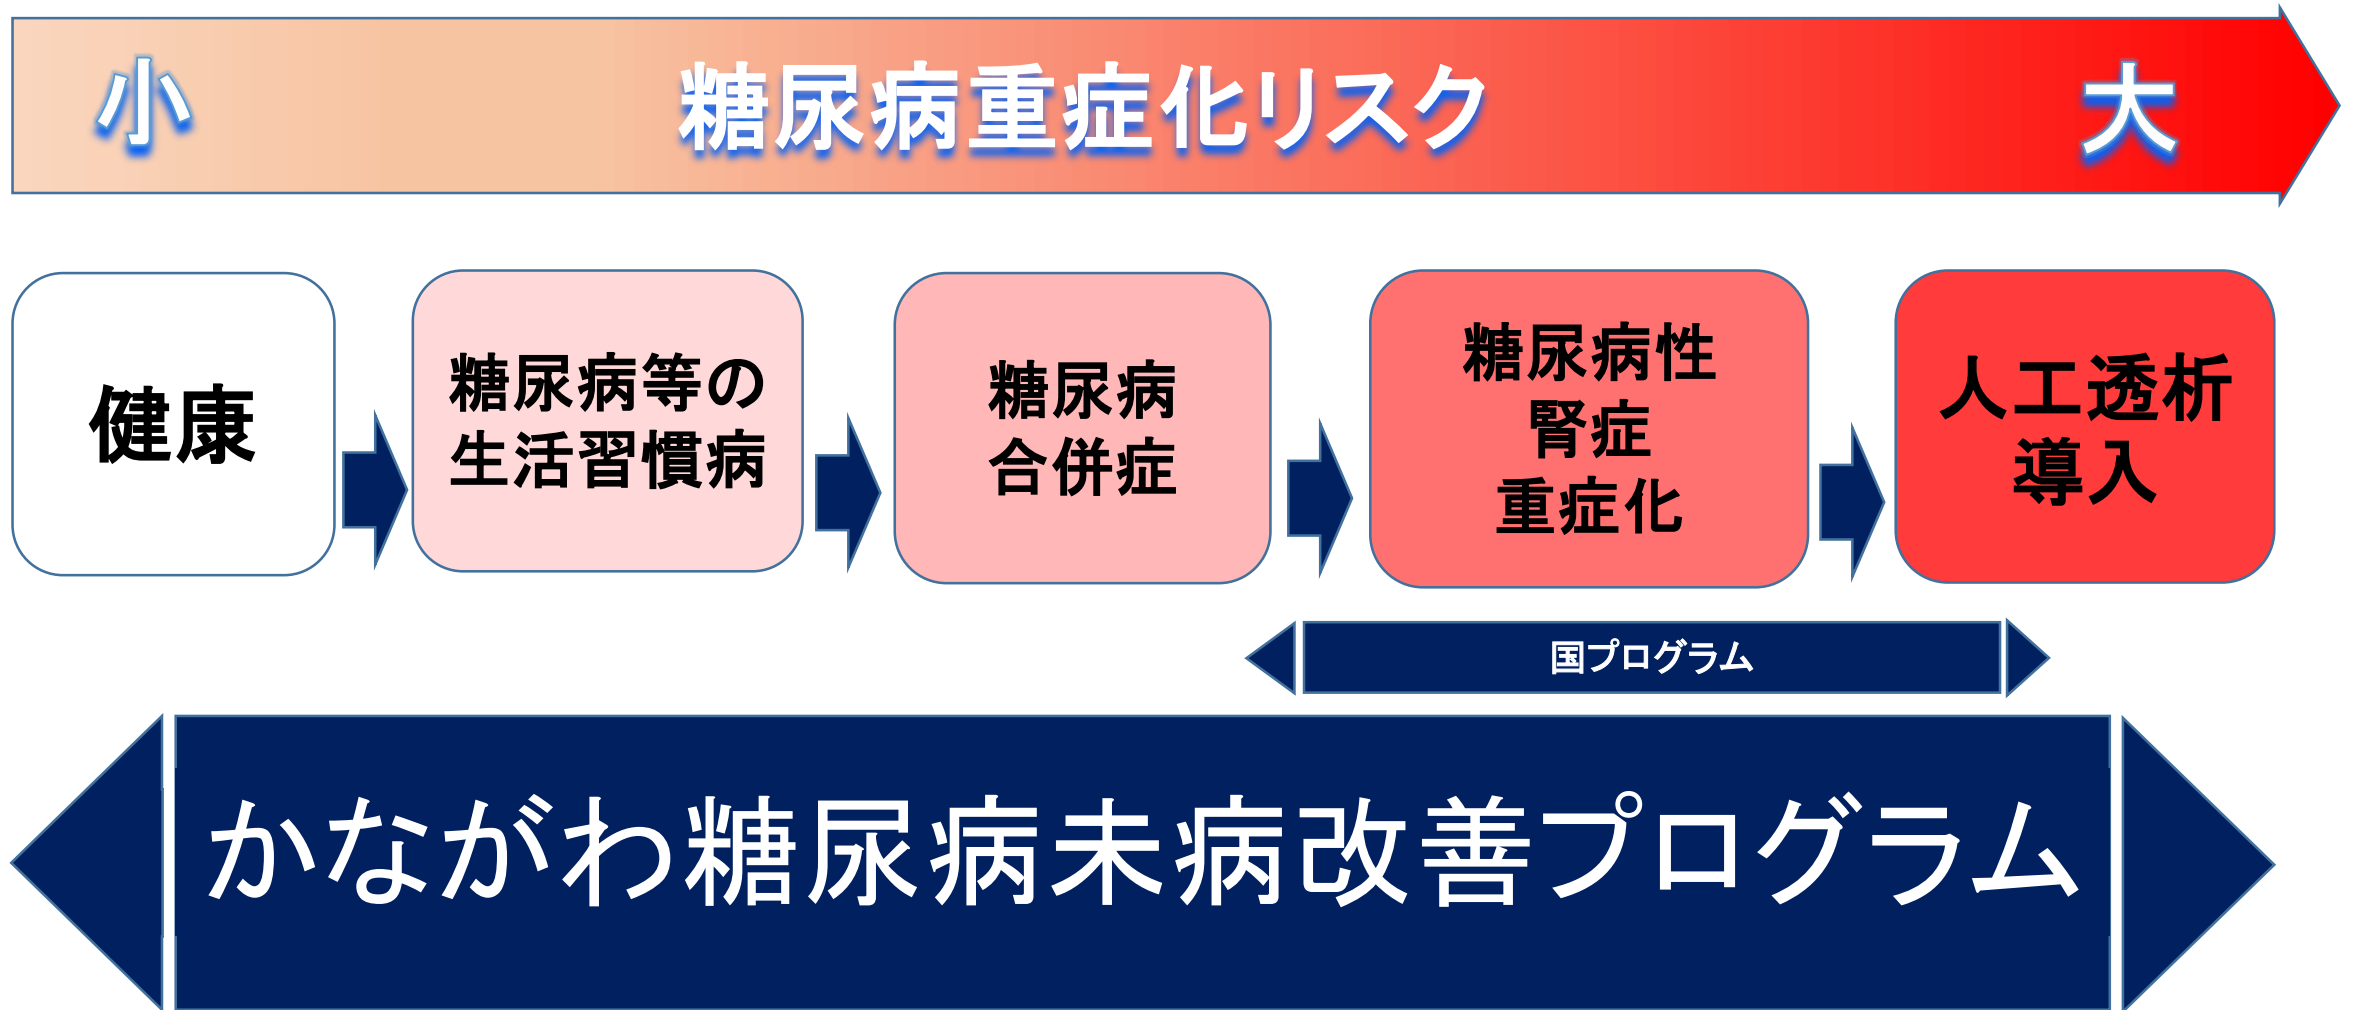 小 糖尿病重症化リスク 大
健康
糖尿病等の
生活習慣病
糖尿病
合併症
糖尿病性
腎症
重症化
人工透析
導入
国プログラム
かながわ糖尿病未病改善プログラム